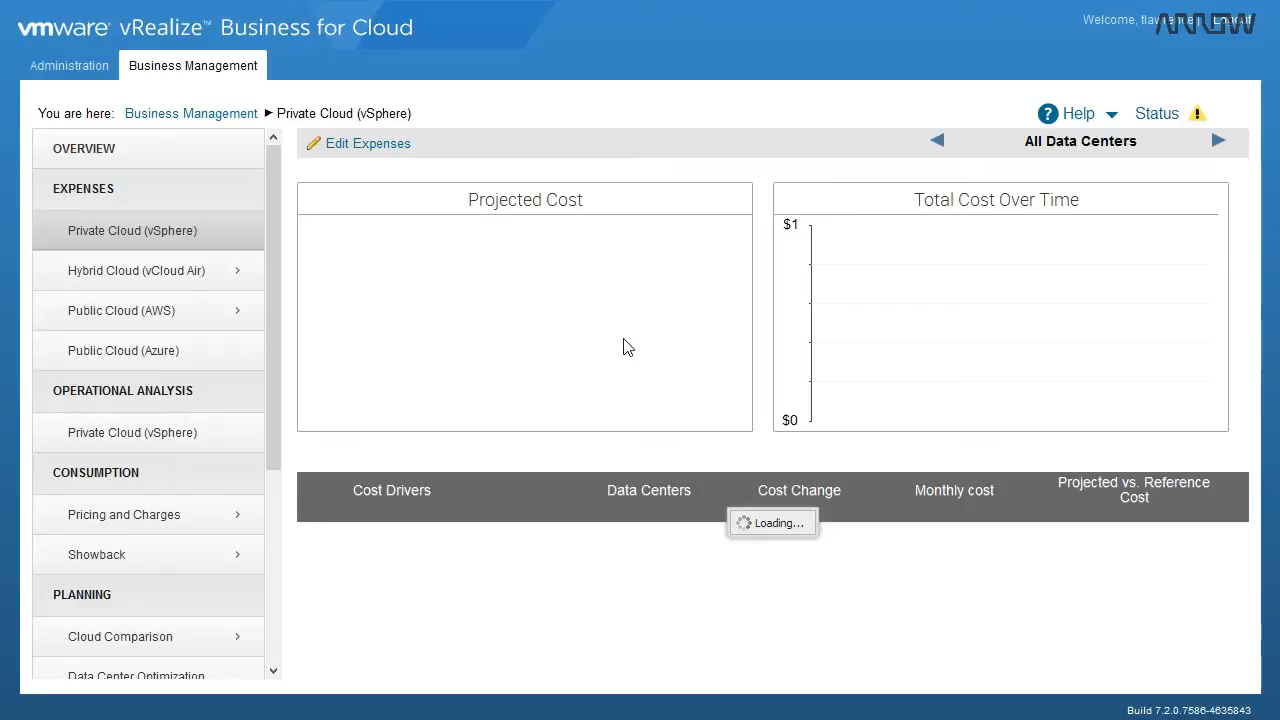 vmware vRealize™ Business for Cloud
Welcome, tlawrence | Logout
ARROW
Administration
Business Management
You are here: Business Management ▶ Private Cloud (vSphere)
? Help
Status
OVERVIEW
EXPENSES
Private Cloud (vSphere)
Hybrid Cloud (vCloud Air)
Public Cloud (AWS)
Public Cloud (Azure)
OPERATIONAL ANALYSIS
Private Cloud (vSphere)
CONSUMPTION
Pricing and Charges
Showback
PLANNING
Cloud Comparison
Data Center Optimization
Edit Expenses
All Data Centers
Projected Cost
Total Cost Over Time
$1
$0
Cost Drivers
Data Centers
Cost Change
Monthly cost
Projected vs. Reference
Cost
Loading...
Build 7.2.0.7586-4635843